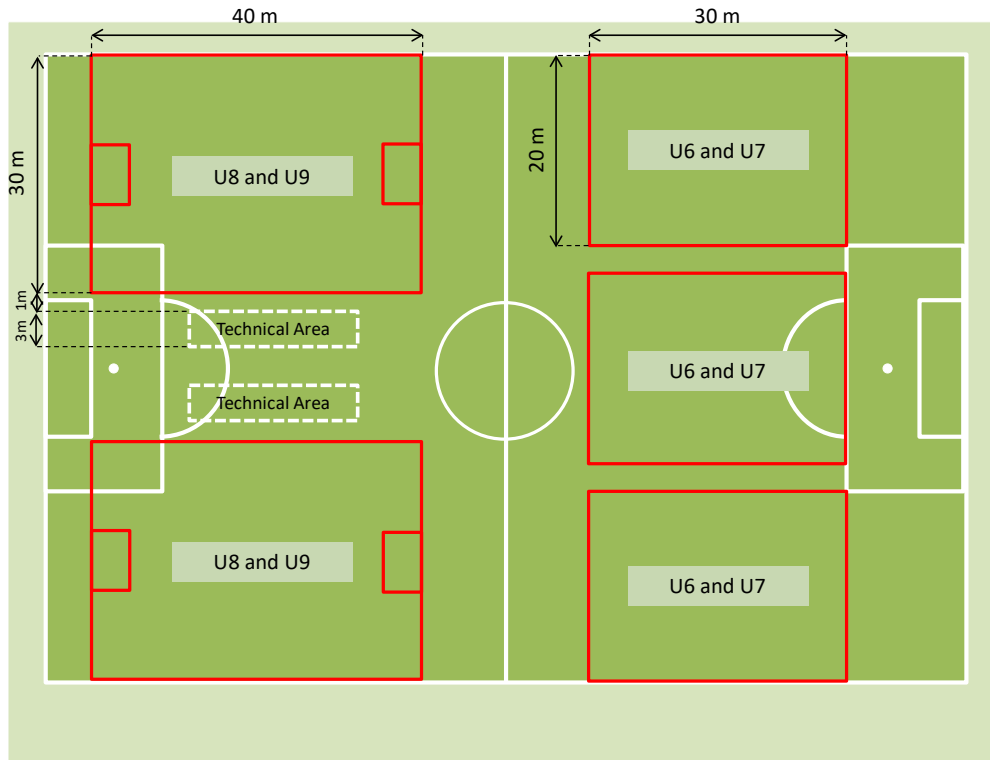 40 m
30 m
30 m
20 m
U8 and U9
U6 and U7
1m
3m
Technical Area
Technical Area
U6 and U7
U8 and U9
U6 and U7